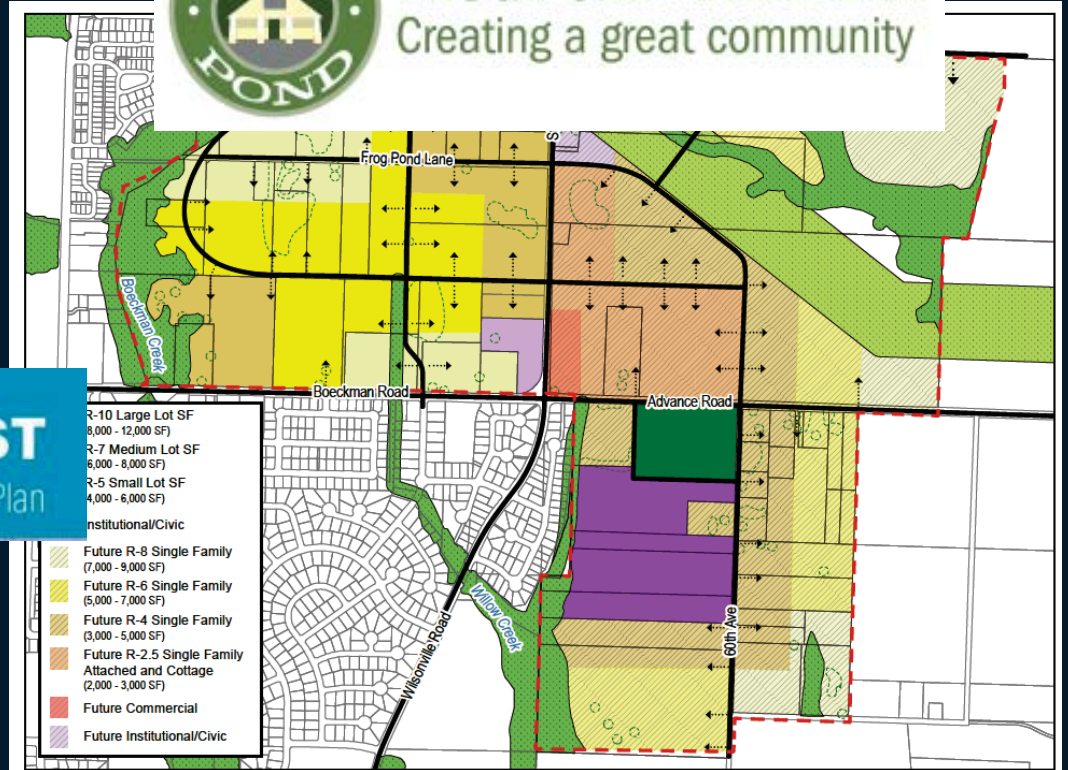 POND
Creating a great community
S
Frog Pond Lane
Boeckman Creek
Boeckman Road
Advance Road
ST
Plan
R-10 Large Lot SF
(8,000 - 12,000 SF)
R-7 Medium Lot SF
(6,000 - 8,000 SF)
R-5 Small Lot SF
(4,000 - 6,000 SF)
Institutional/Civic
Future R-8 Single Family
(7,000 - 9,000 SF)
Future R-6 Single Family
(5,000 - 7,000 SF)
Future R-4 Single Family
(3,000 - 5,000 SF)
Future R-2.5 Single Family
Attached and Cottage
(2,000 - 3,000 SF)
Future Commercial
Future Institutional/Civic
Willow Creek
Wilsonville Road
60th Ave